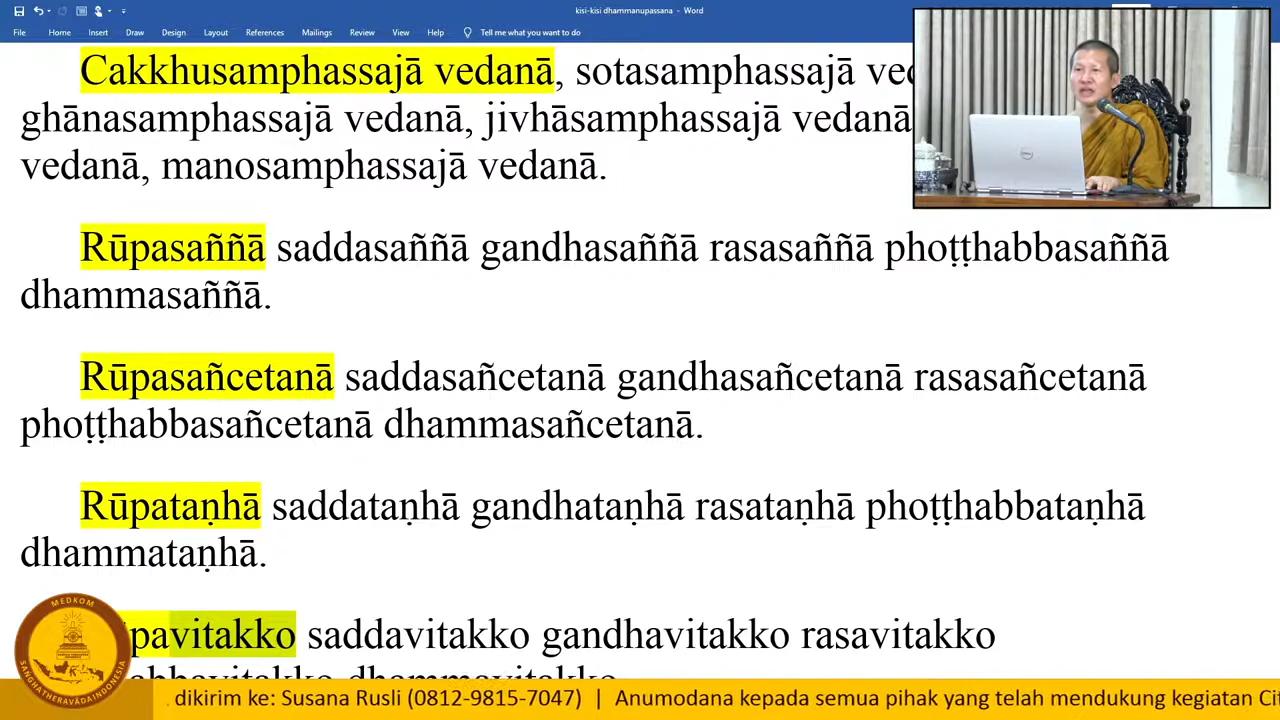 kisi-kisi dhammanupassana - Word
File Home Insert Draw Design Layout References Mailings Review View Help Tell me what you want to do
Cakkhusamphassajā vedanā, sotasamphassajā
ghānasamphassajā vedanā, jivhāsamphassajā vedanā
vedanā, manosamphassajā vedanā.
Rūpasaññā saddasaññā gandhasaññā rasasaññā phoṭṭhabbasaññā
dhammasaññā.
Rūpasañcetanā saddasañcetanā gandhasañcetanā rasasañcetanā
phoṭṭhabbasañcetanā dhammasañcetanā.
Rūpataṇhā saddataṇhā gandhataṇhā rasataṇhā phoṭṭhabbataṇhā
dhammataṇhā.
pavitakko saddavitakko gandhavitakko rasavitakko
MEDKOM
SANGHATHERAVĀDAINDONESIA
dikirim ke: Susana Rusli (0812-9815-7047) | Anumodana kepada semua pihak yang telah mendukung kegiatan